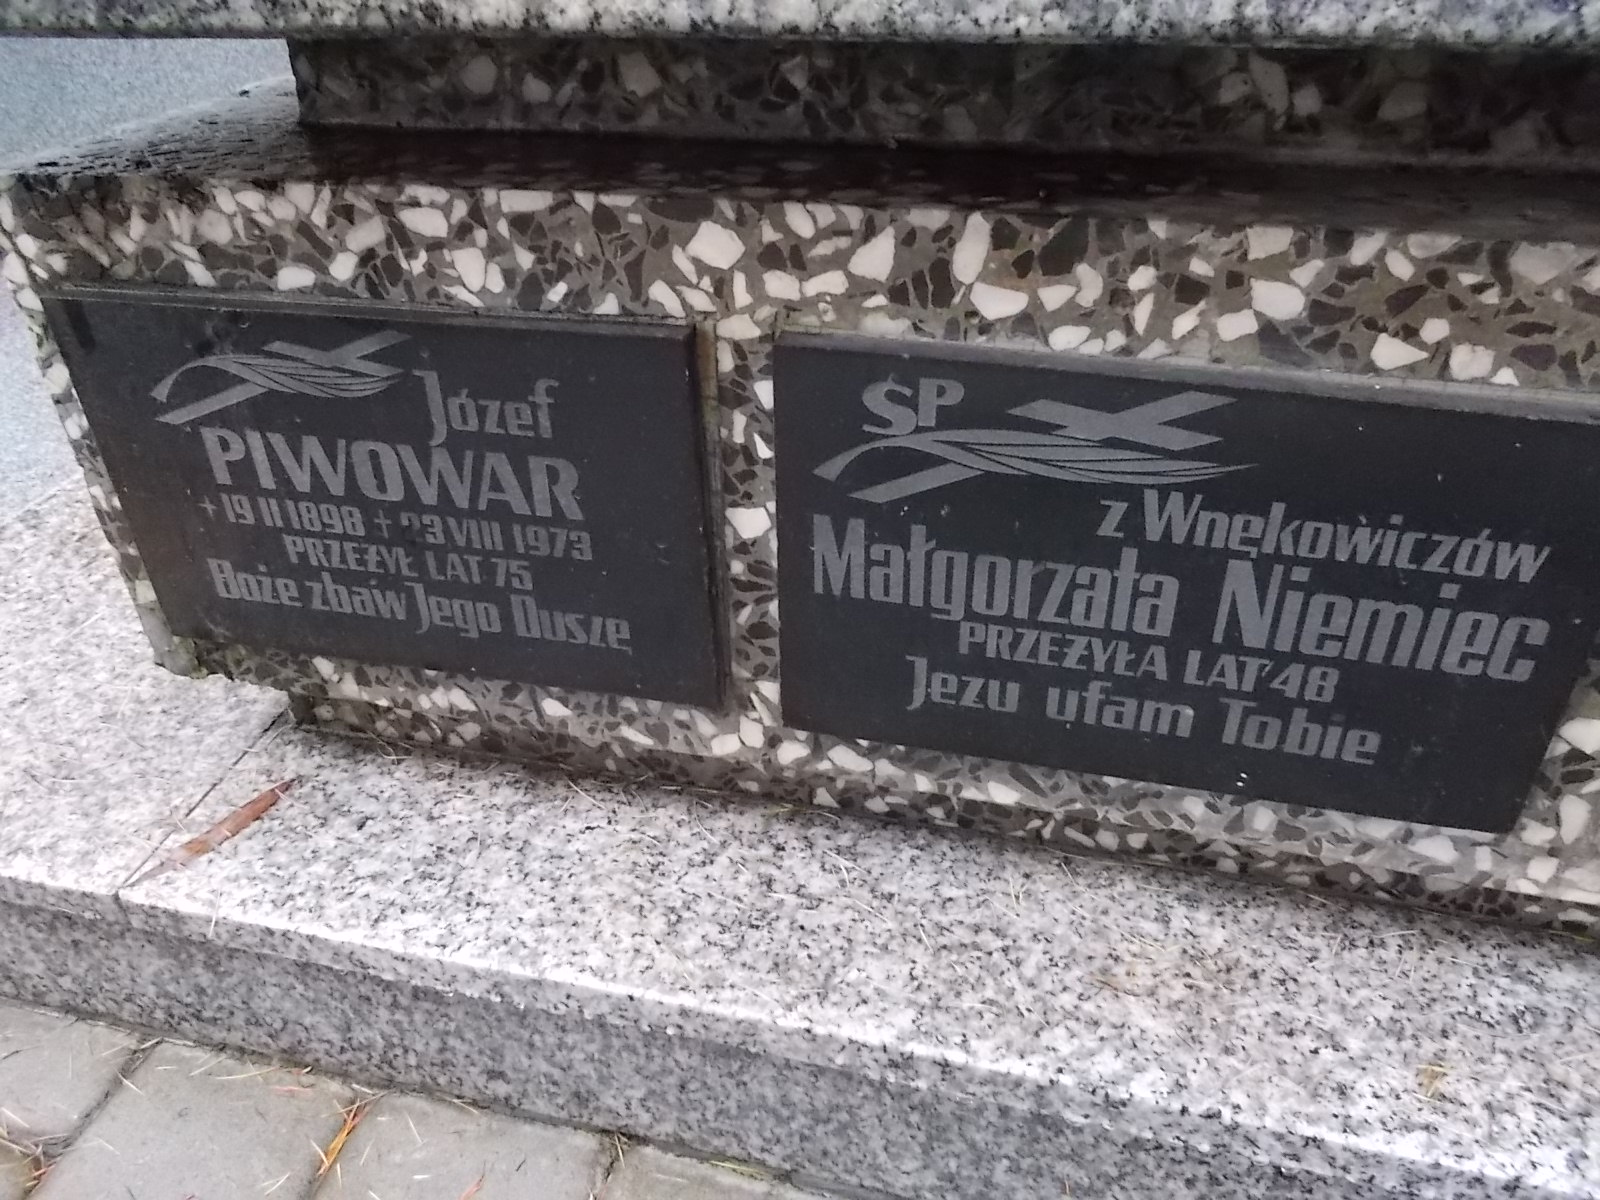 Józef
PIWOWAR
+ 19 II 1898 + 23 VIII 1973
PRZEŻYŁ LAT 75
Boże zbaw Jego Duszę
ŚP
z Wnękowiczów
Małgorzata Niemiec
PRZEŻYŁA LAT 48
Jezu ufam Tobie